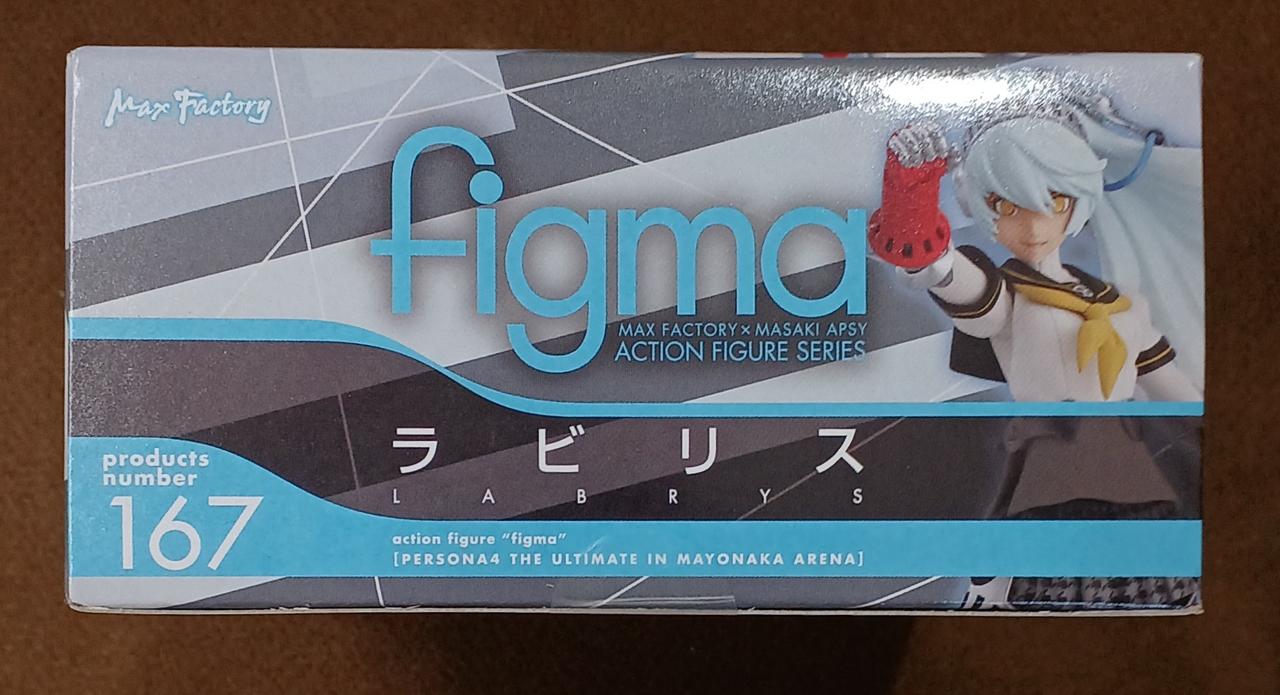 Max Factory
figma
MAX FACTORY × MASAKI APSY
ACTION FIGURE SERIES
ラビリス
LABRYS
products
number
167
action figure "figma"
[PERSONA4 THE ULTIMATE IN MAYONAKA ARENA]